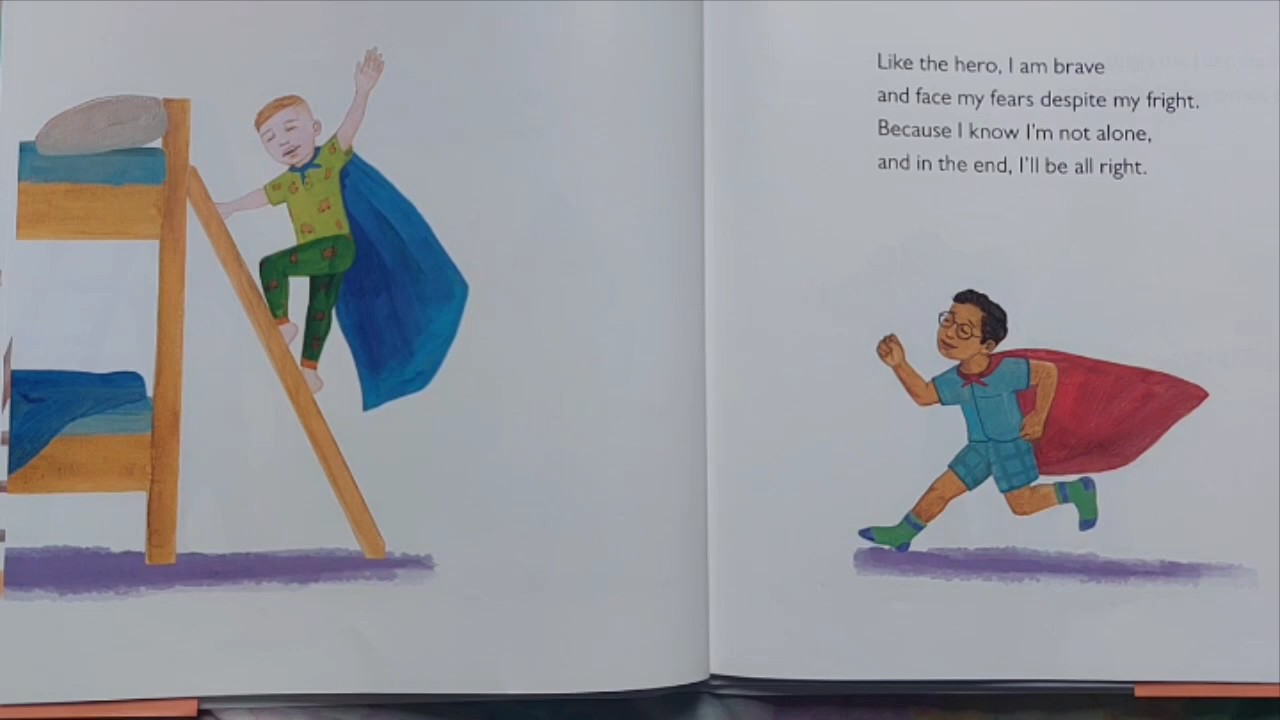 Like the hero, I am brave
and face my fears despite my fright.
Because I know I'm not alone,
and in the end, I'll be all right.